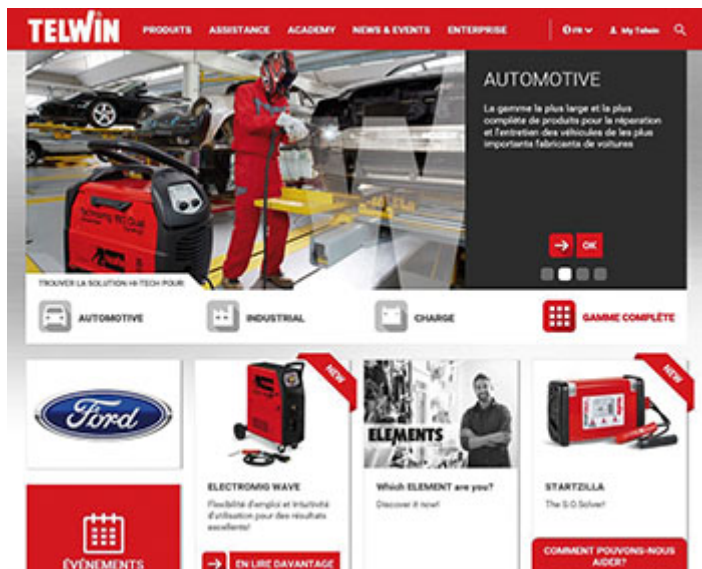 TELWIN
PRODUITS ASSISTANCE ACADEMY NEWS & EVENTS ENTERPRISE FR My Telwin
AUTOMOTIVE
La gamme la plus large et la plus
complète de produits pour la réparation
et l'entretien des véhicules de les plus
importants fabricants de voitures
OK
TROUVER LA SOLUTION HI-TECH POUR:
AUTOMOTIVE INDUSTRIAL CHARGE GAMME COMPLÈTE
Ford
NEW
ELEMENTS
NEW
ELECTROMIG WAVE
Flexibilité d'emploi et intuitivité
d'utilisation pour des résultats
excellents!
Which ELEMENT are you?
Discover it now!
STARTZILLA
The S.O.Solver!
ÉVÉNEMENTS
EN LIRE DAVANTAGE
COMMENT POUVONS-NOUS
AIDER?